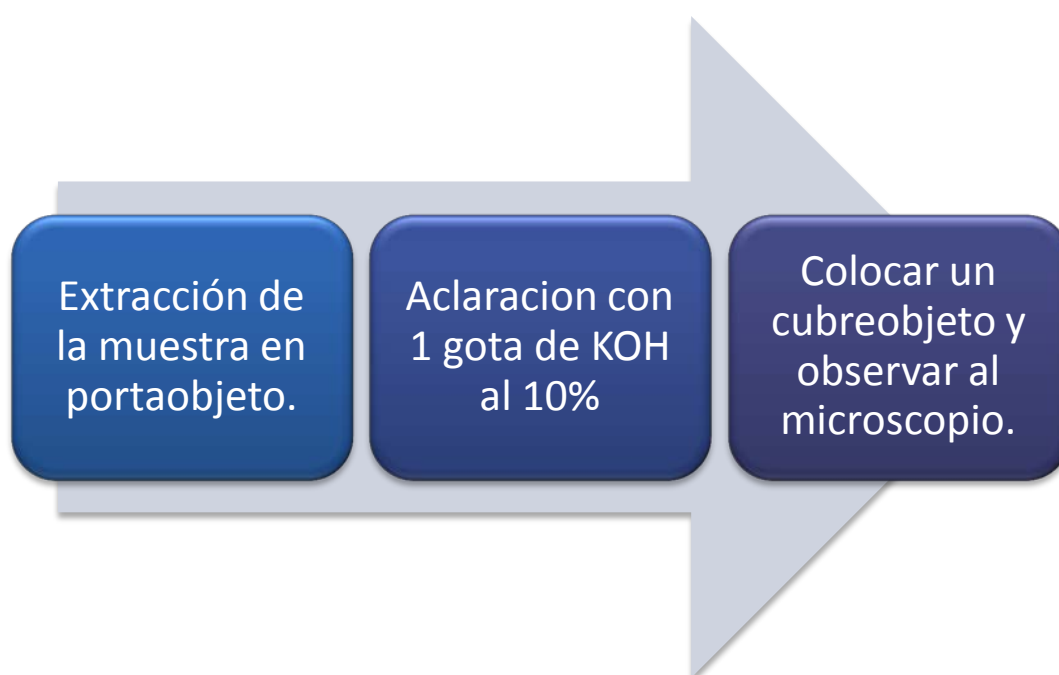 Extracción de
la muestra en
portaobjeto.
Aclaracion con
1 gota de KOH
al 10%
Colocar un
cubreobjeto y
observar al
microscopio.